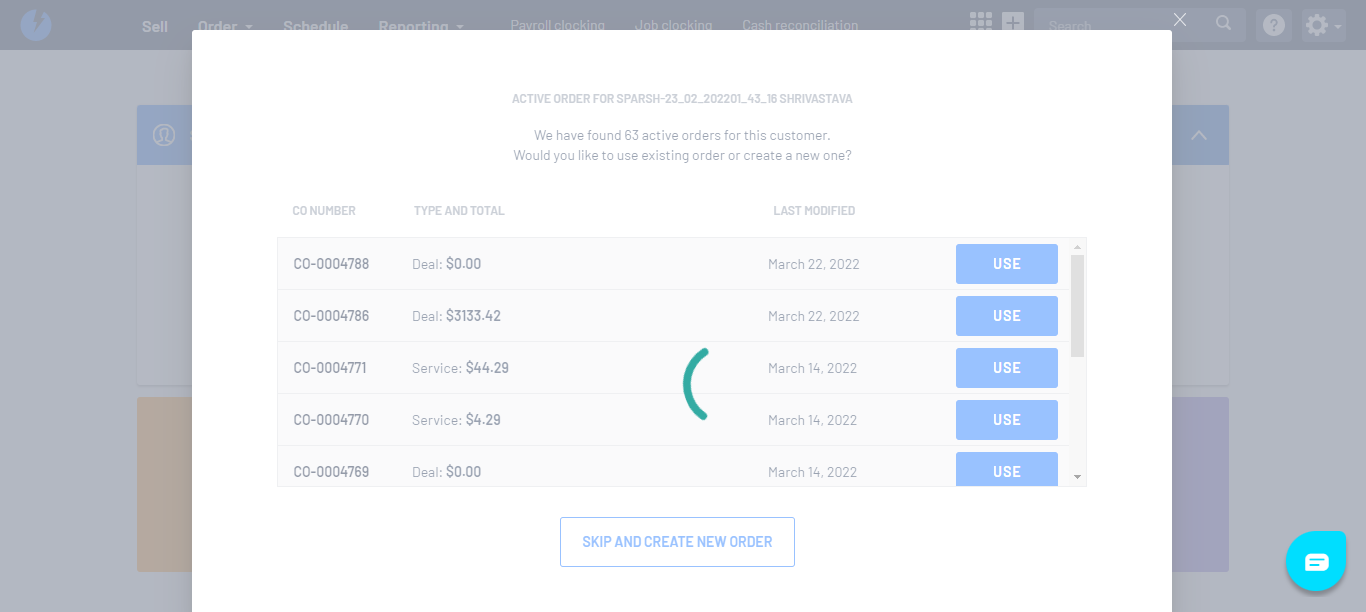 Sell Order Schedule Reporting Payroll clocking Job clocking Cash reconciliation Search
ACTIVE ORDER FOR SPARSH-23_02_202201_43_16 SHRIVASTAVA
We have found 63 active orders for this customer.
Would you like to use existing order or create a new one?
CO NUMBER TYPE AND TOTAL LAST MODIFIED
CO-0004788 Deal: $0.00 March 22, 2022 USE
CO-0004786 Deal: $3133.42 March 22, 2022 USE
CO-0004771 Service: $44.29 March 14, 2022 USE
CO-0004770 Service: $4.29 March 14, 2022 USE
CO-0004769 Deal: $0.00 March 14, 2022 USE
SKIP AND CREATE NEW ORDER